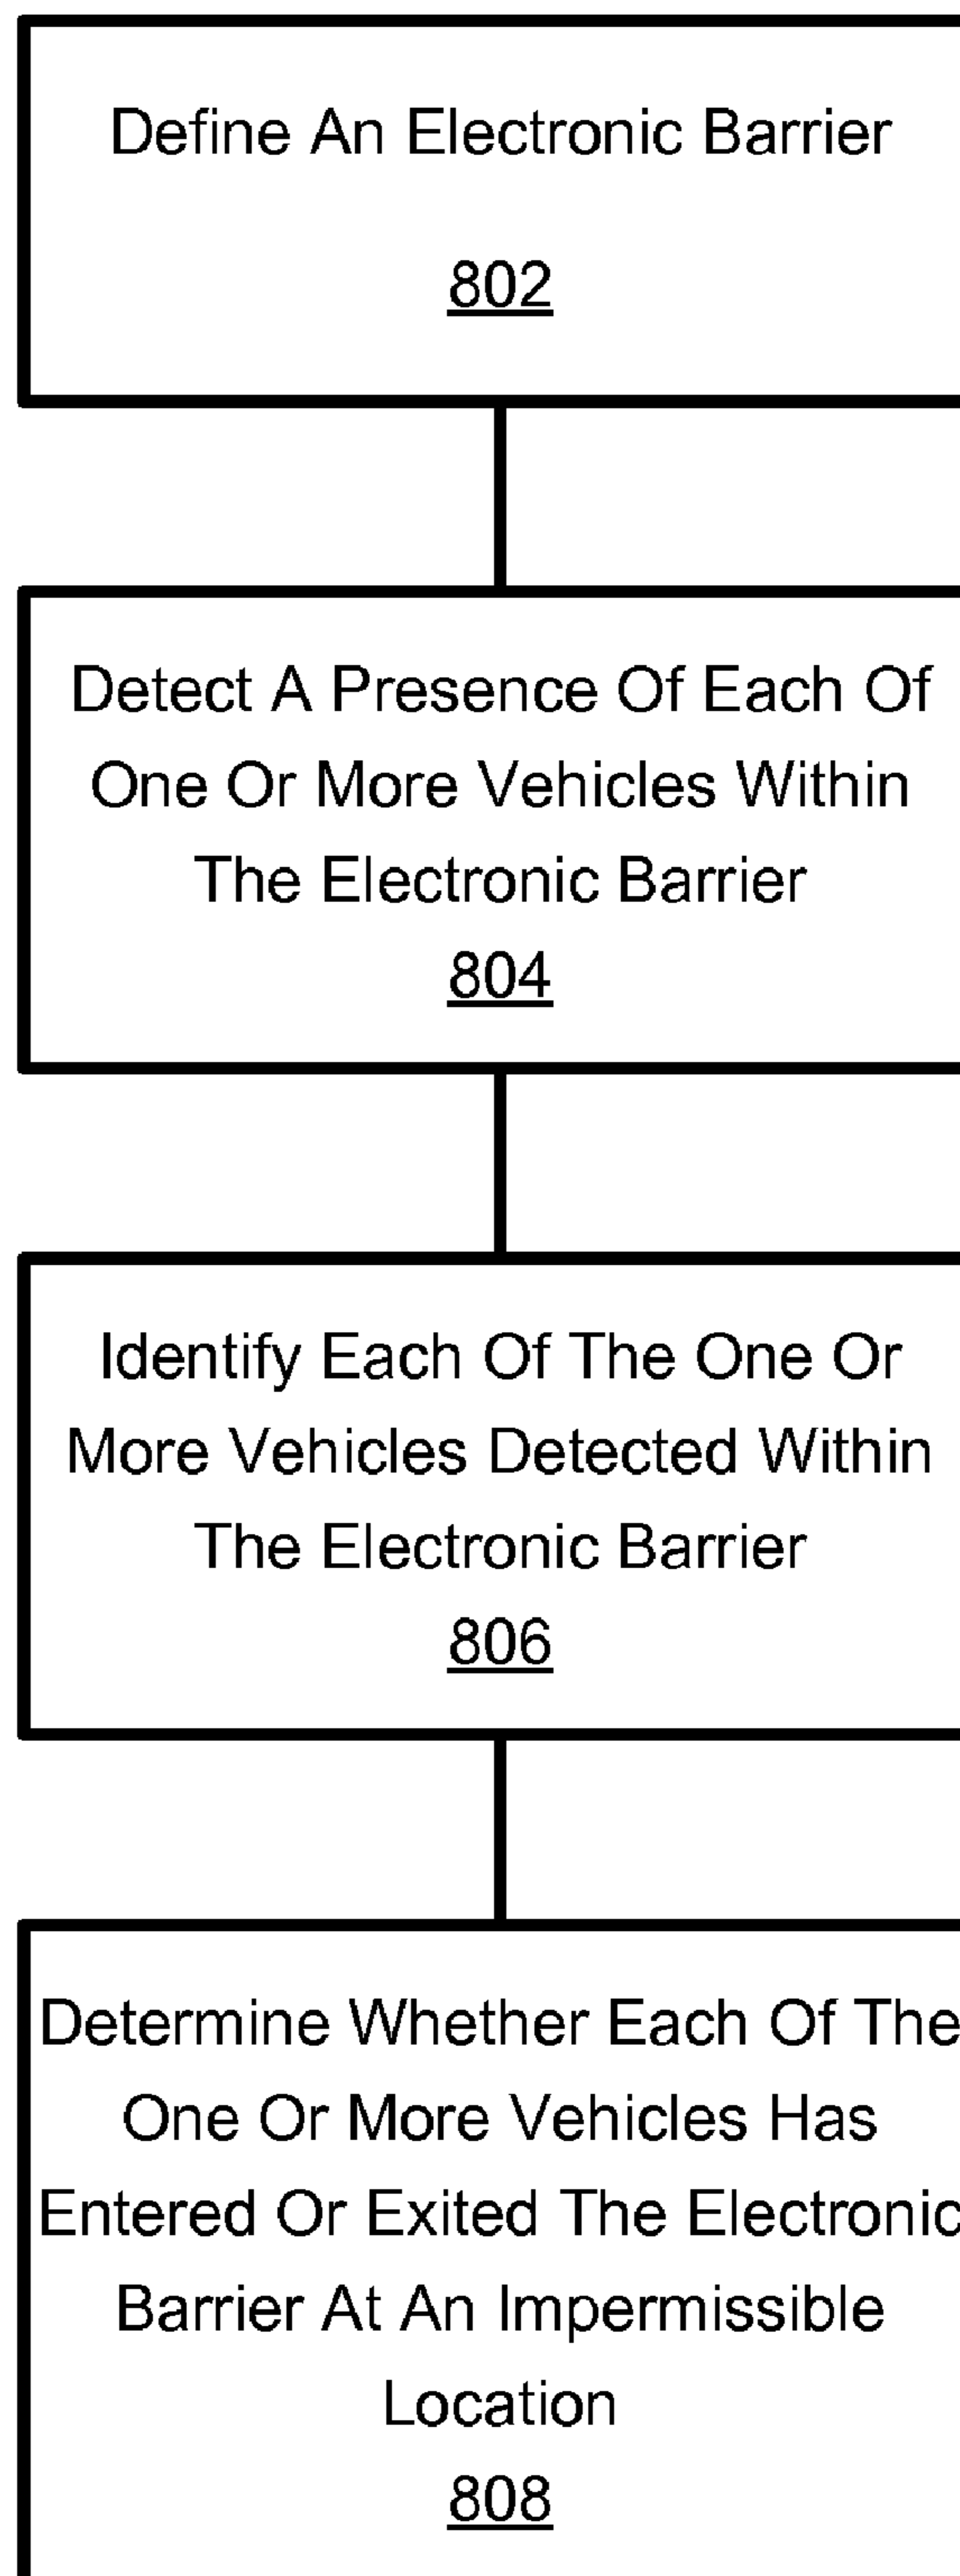 Define An Electronic Barrier
802
Detect A Presence Of Each Of
One Or More Vehicles Within
The Electronic Barrier
804
Identify Each Of The One Or
More Vehicles Detected Within
The Electronic Barrier
806
Determine Whether Each Of The
One Or More Vehicles Has
Entered Or Exited The Electronic
Barrier At An Impermissible
Location
808